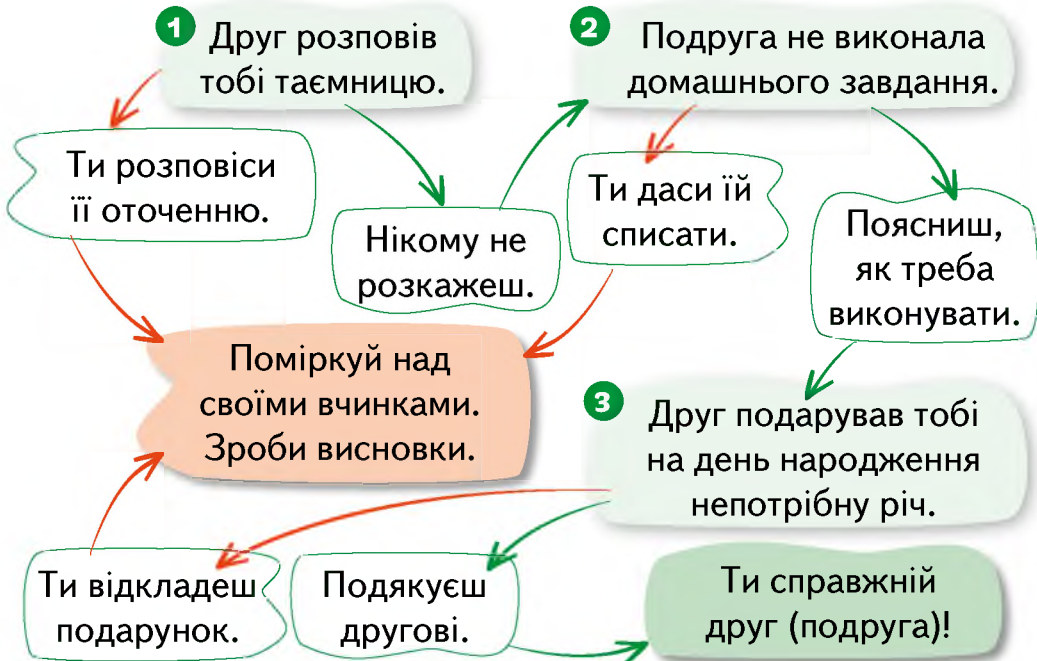 1
Друг розповів
тобі таємницю.
Ти розповіси
її оточенню.
Нікому не
розкажеш.
2
Подруга не виконала
домашнього завдання.
Ти даси їй
списати.
Поясниш,
як треба
виконувати.
Поміркуй над
своїми вчинками.
Зроби висновки.
3
Друг подарував тобі
на день народження
непотрібну річ.
Ти відкладеш
подарунок.
Подякуєш
другові.
Ти справжній
друг (подруга)!